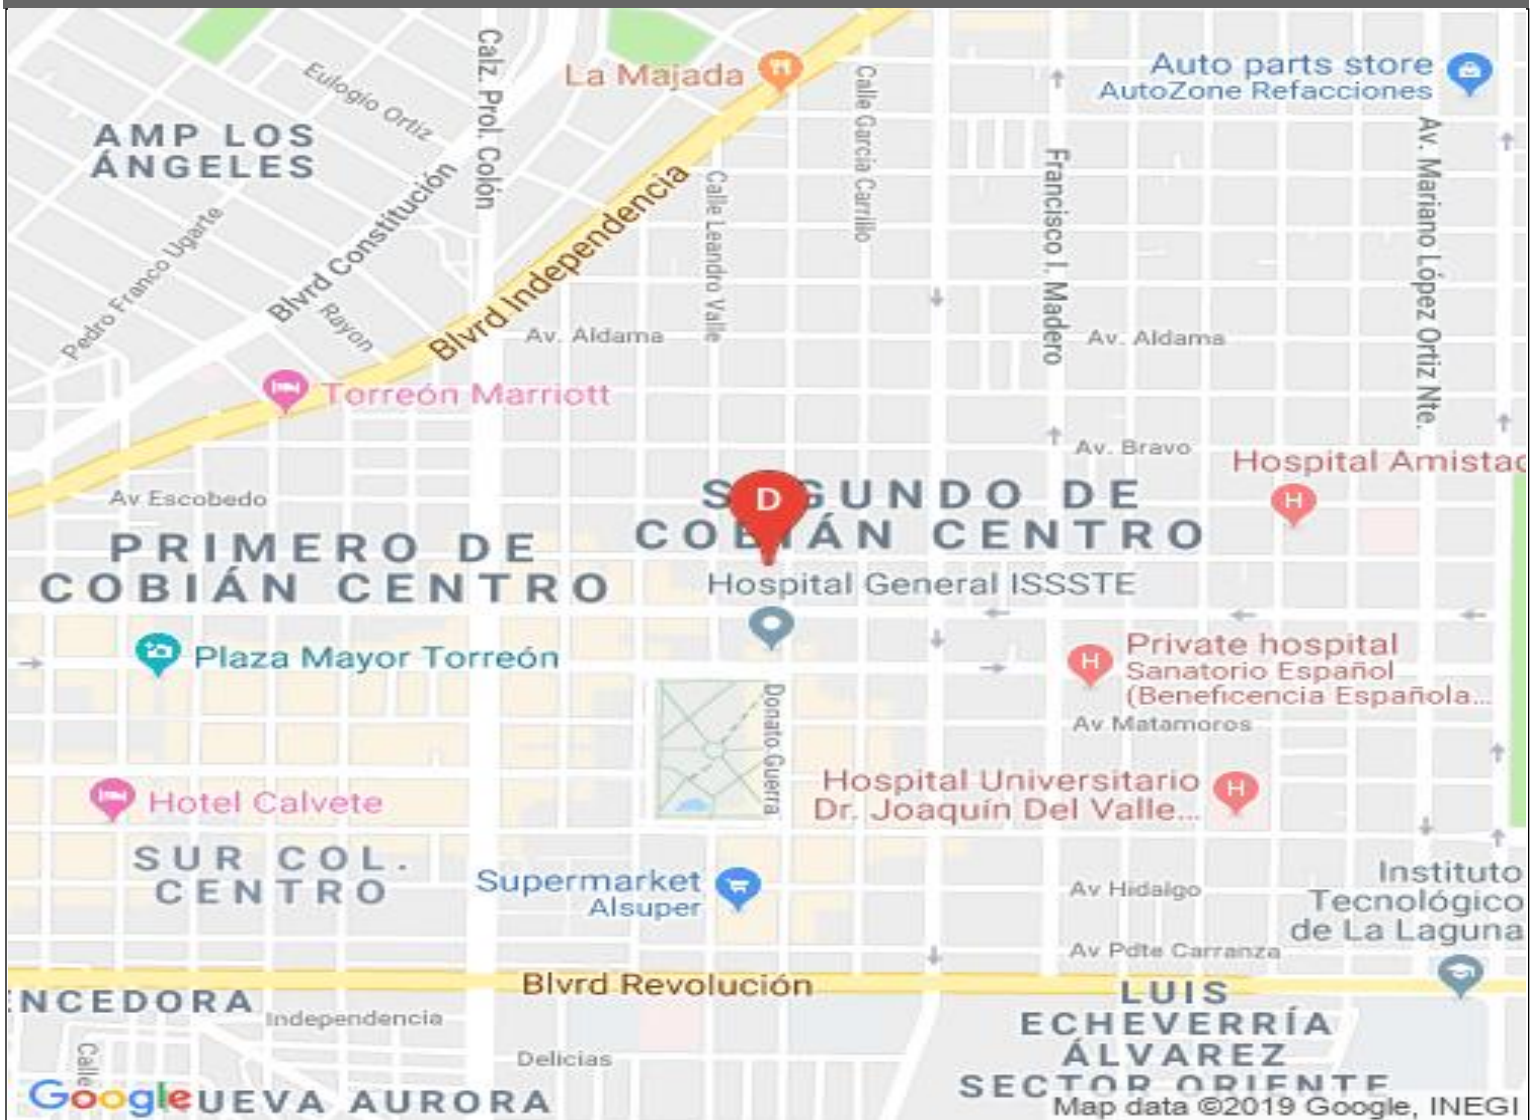 La Majada
Auto parts store
AutoZone Refacciones
Calz. Prol. Colón
Eulogio Ortiz
Calle Garcia Carrillo
AMP LOS
ÁNGELES
Av. Mariano López Ortiz Nte.
Francisco I. Madero
Blvrd Constitución
Blvrd Independencia
Calle Leandro Valle
Pedro Franco Ugarte
Rayon
Av. Aldama
Av. Aldama
Torreón Marriott
Av. Bravo
Hospital Amistad
H
Av Escobedo
D
SEGUNDO DE
COBIÁN CENTRO
PRIMERO DE
COBIÁN CENTRO
Hospital General ISSSTE
Plaza Mayor Torreón
H
Private hospital
Sanatorio Español
(Beneficencia Española...
Donato Guerra
Av Matamoros
Hotel Calvete
Hospital Universitario
Dr. Joaquín Del Valle...
H
SUR COL.
CENTRO
Supermarket
Alsuper
Av Hidalgo
Instituto
Tecnológico
de La Laguna
Av Pdte Carranza
Blvrd Revolución
ENCEDORA
Independencia
LUIS
ECHEVERRÍA
ÁLVAREZ
SECTOR ORIENTE
Calle
Delicias
Google
UEVA AURORA
Map data ©2019 Google, INEGI